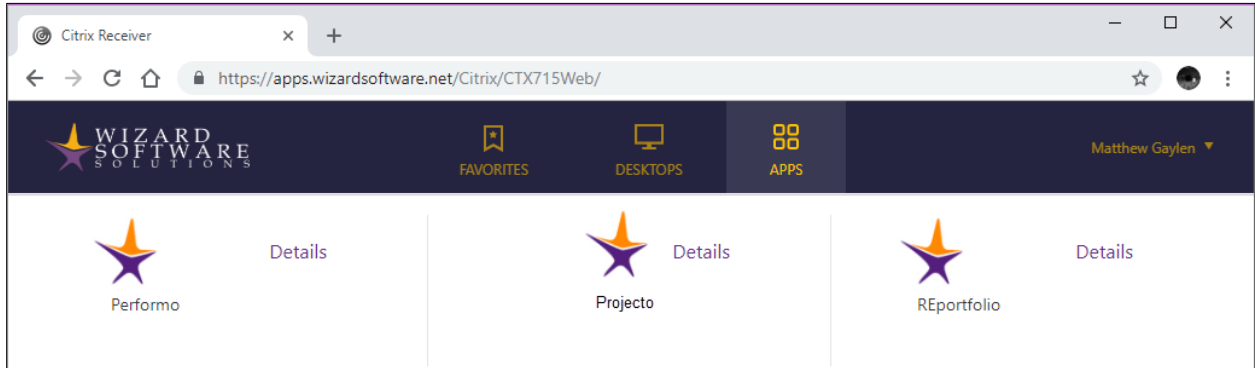 Citrix Receiver
https://apps.wizardsoftware.net/Citrix/CTX715Web/
WIZARD
SOFTWARE
SOLUTIONS
FAVORITES
DESKTOPS
APPS
Matthew Gaylen
Details
Details
Details
Performo
Projecto
REportfolio